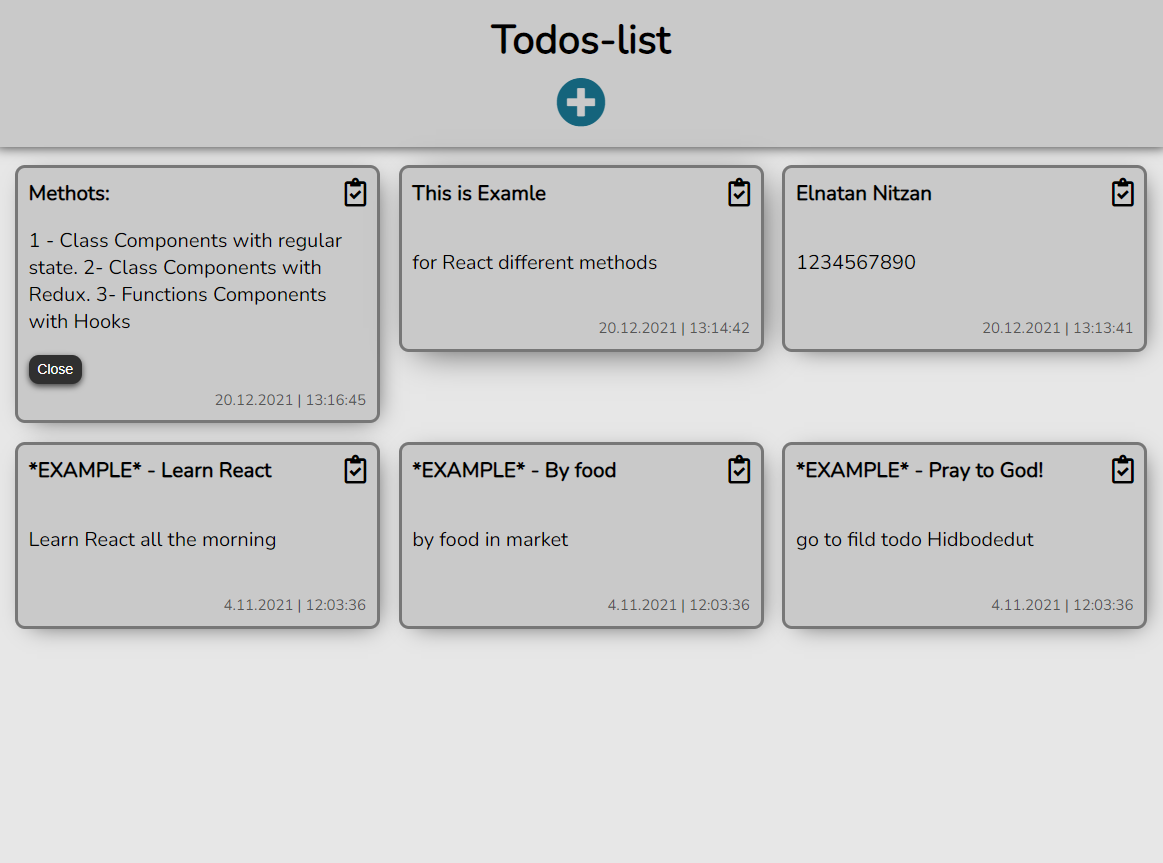 Todos-list
Methots:
1 - Class Components with regular
state. 2- Class Components with
Redux. 3- Functions Components
with Hooks
Close
20.12.2021 | 13:16:45
This is Examle
for React different methods
20.12.2021 | 13:14:42
Elnatan Nitzan
1234567890
20.12.2021 | 13:13:41
*EXAMPLE* - Learn React
Learn React all the morning
4.11.2021 | 12:03:36
*EXAMPLE* - By food
by food in market
4.11.2021 | 12:03:36
*EXAMPLE* - Pray to God!
go to fild todo Hidbodedut
4.11.2021 | 12:03:36